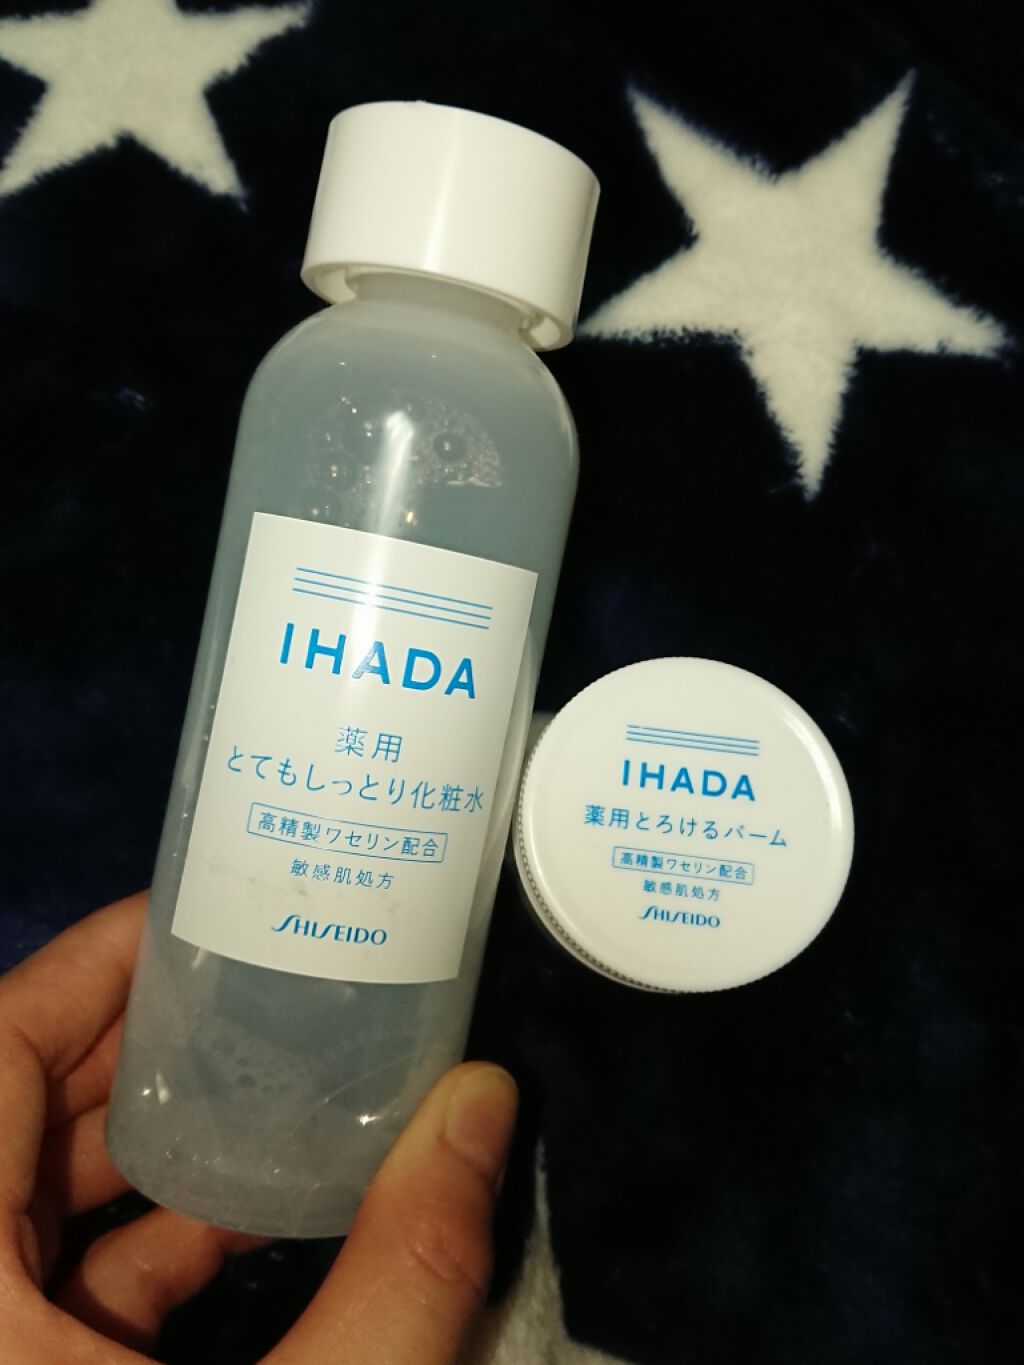 IHADA
薬用
とてもしっとり化粧水
高精製ワセリン配合
敏感肌処方
SHISEIDO
IHADA
薬用とろけるバーム
高精製ワセリン配合
敏感肌処方
SHISEIDO